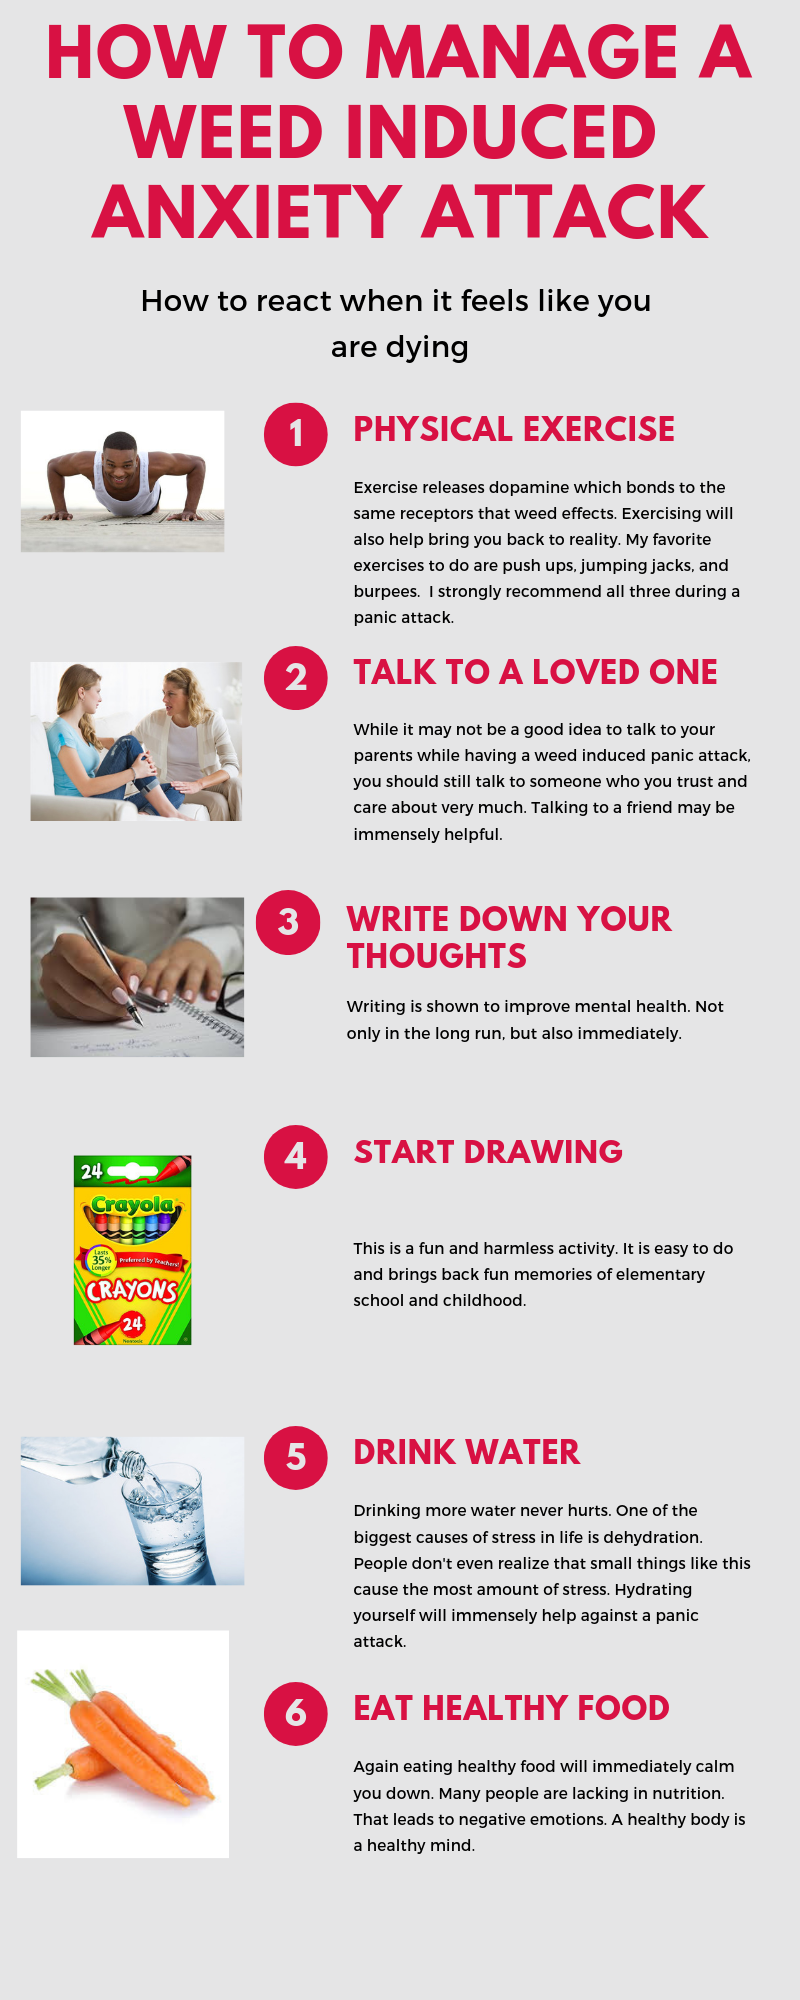 HOW TO MANAGE A
WEED INDUCED
ANXIETY ATTACK
How to react when it feels like you
are dying
1
PHYSICAL EXERCISE
Exercise releases dopamine which bonds to the
same receptors that weed effects. Exercising will
also help bring you back to reality. My favorite
exercises to do are push ups, jumping jacks, and
burpees.  I strongly recommend all three during a
panic attack.
2
TALK TO A LOVED ONE
While it may not be a good idea to talk to your
parents while having a weed induced panic attack,
you should still talk to someone who you trust and
care about very much. Talking to a friend may be
immensely helpful.
3
WRITE DOWN YOUR
THOUGHTS
Writing is shown to improve mental health. Not
only in the long run, but also immediately.
24
Crayola
Lasts
35%
Longer
Preferred by Teachers!
CRAYONS
24
4
START DRAWING
This is a fun and harmless activity. It is easy to do
and brings back fun memories of elementary
school and childhood.
5
DRINK WATER
Drinking more water never hurts. One of the
biggest causes of stress in life is dehydration.
People don't even realize that small things like this
cause the most amount of stress. Hydrating
yourself will immensely help against a panic
attack.
6
EAT HEALTHY FOOD
Again eating healthy food will immediately calm
you down. Many people are lacking in nutrition.
That leads to negative emotions. A healthy body is
a healthy mind.